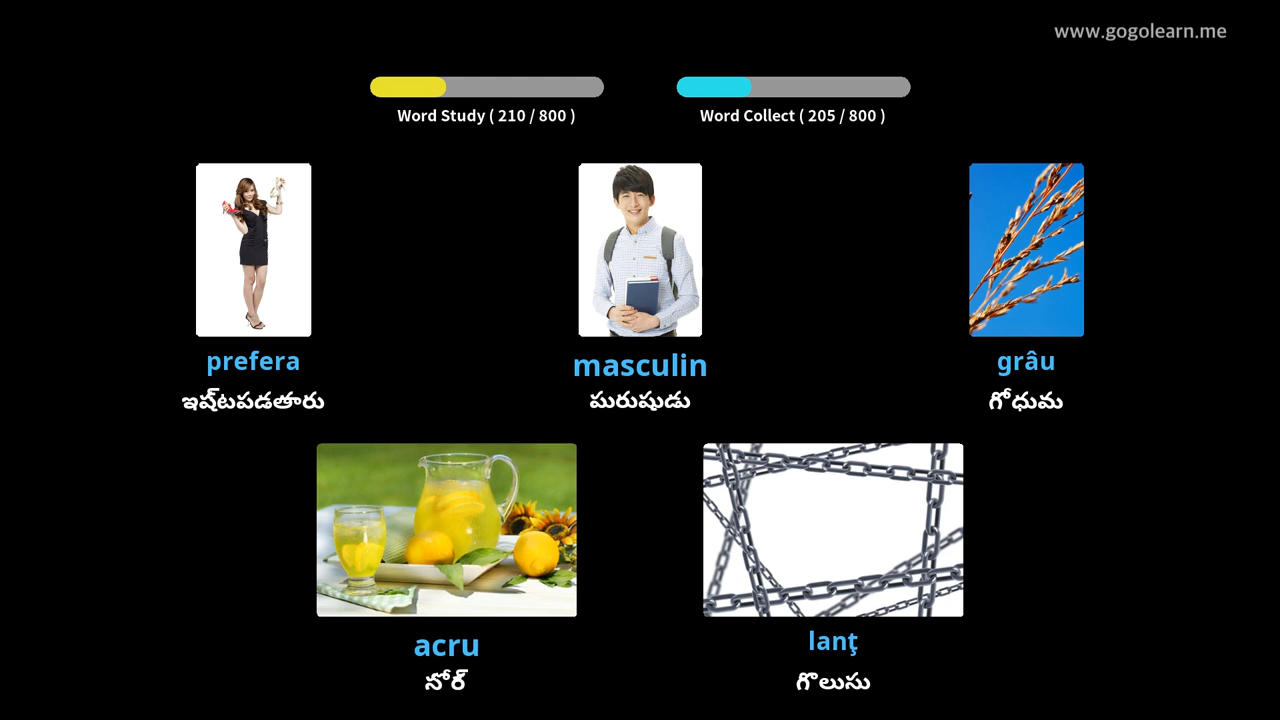 www.gogolearn.me
Word Study ( 210 / 800 )
Word Collect ( 205 / 800 )
prefera
ఇష్టపడతారు
masculin
పురుషుడు
grâu
గోధుమ
acru
నోర్
lanţ
గొలుసు